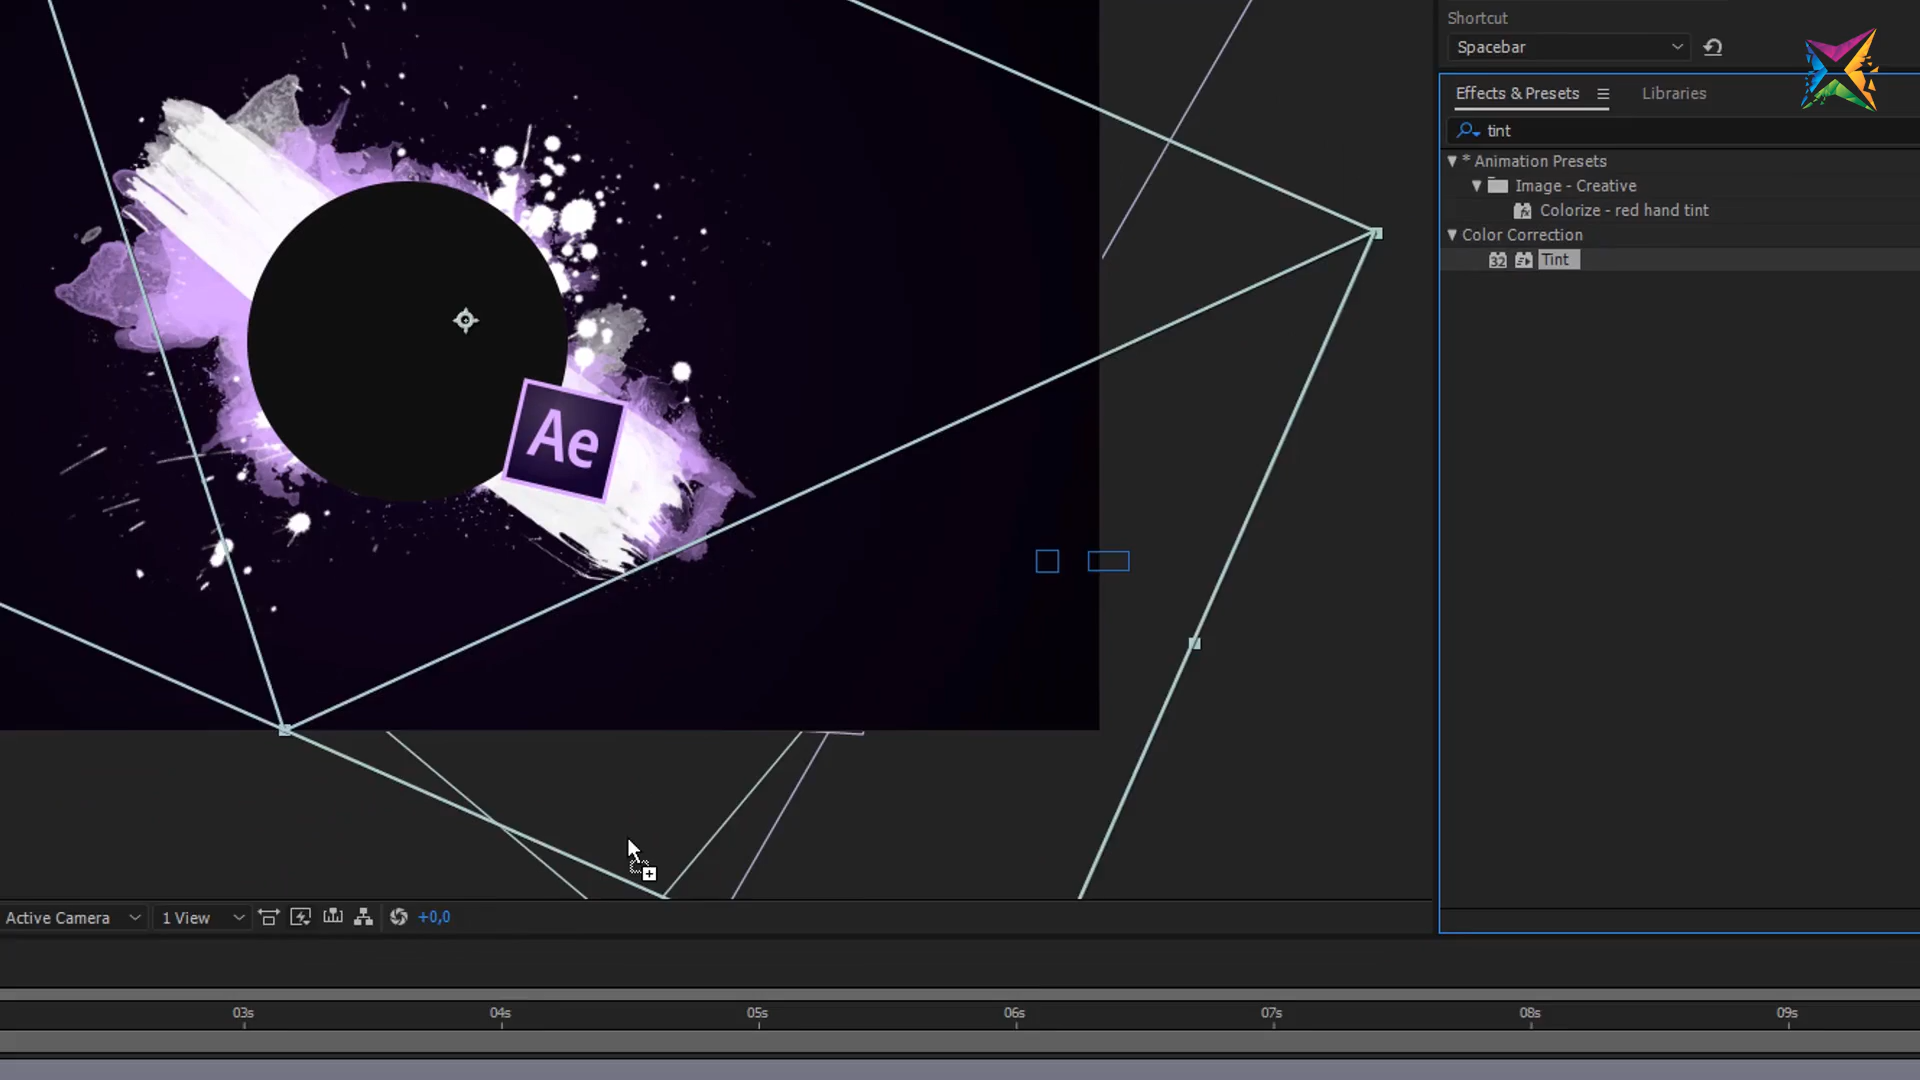 Shortcut
Spacebar
Effects & Presets
Libraries
tint
* Animation Presets
Image - Creative
Colorize - red hand tint
Color Correction
32
Tint
Ae
Active Camera
1 View
+0,0
03s
04s
05s
06s
07s
08s
09s